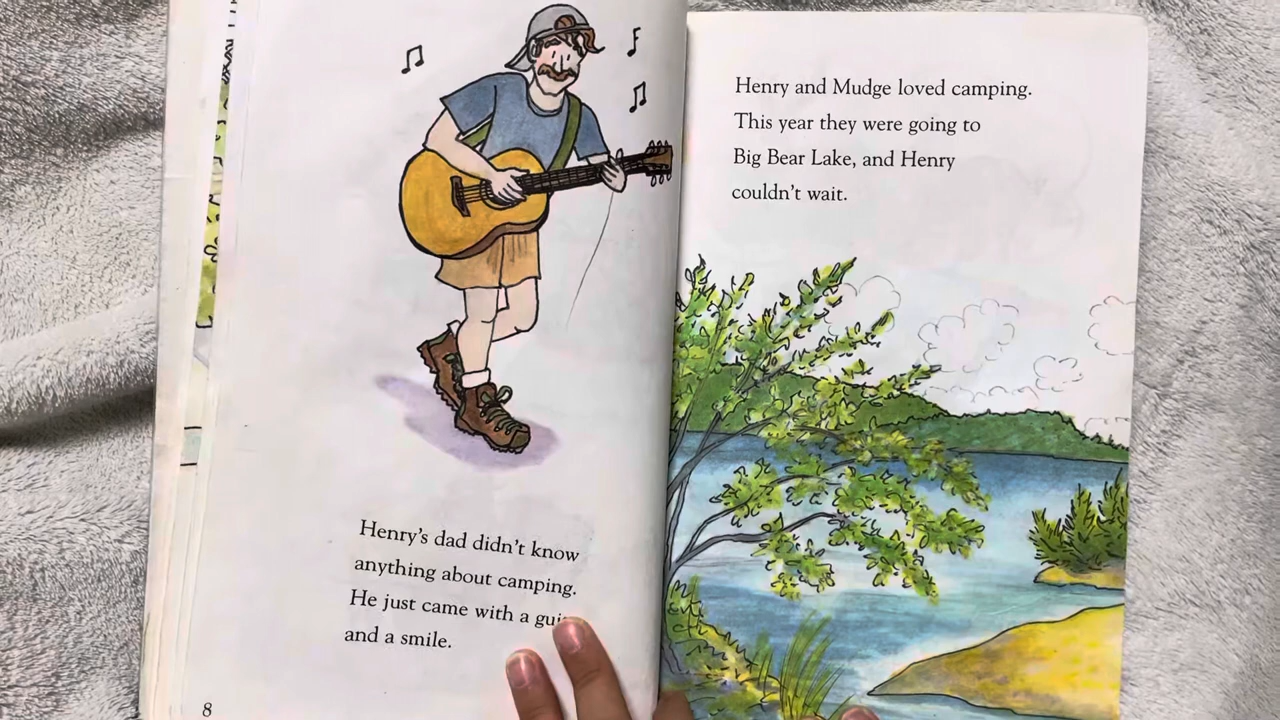 Henry's dad didn't know
anything about camping.
He just came with a
and a smile.
8
Henry and Mudge loved camping.
This year they were going to
Big Bear Lake, and Henry
couldn't wait.